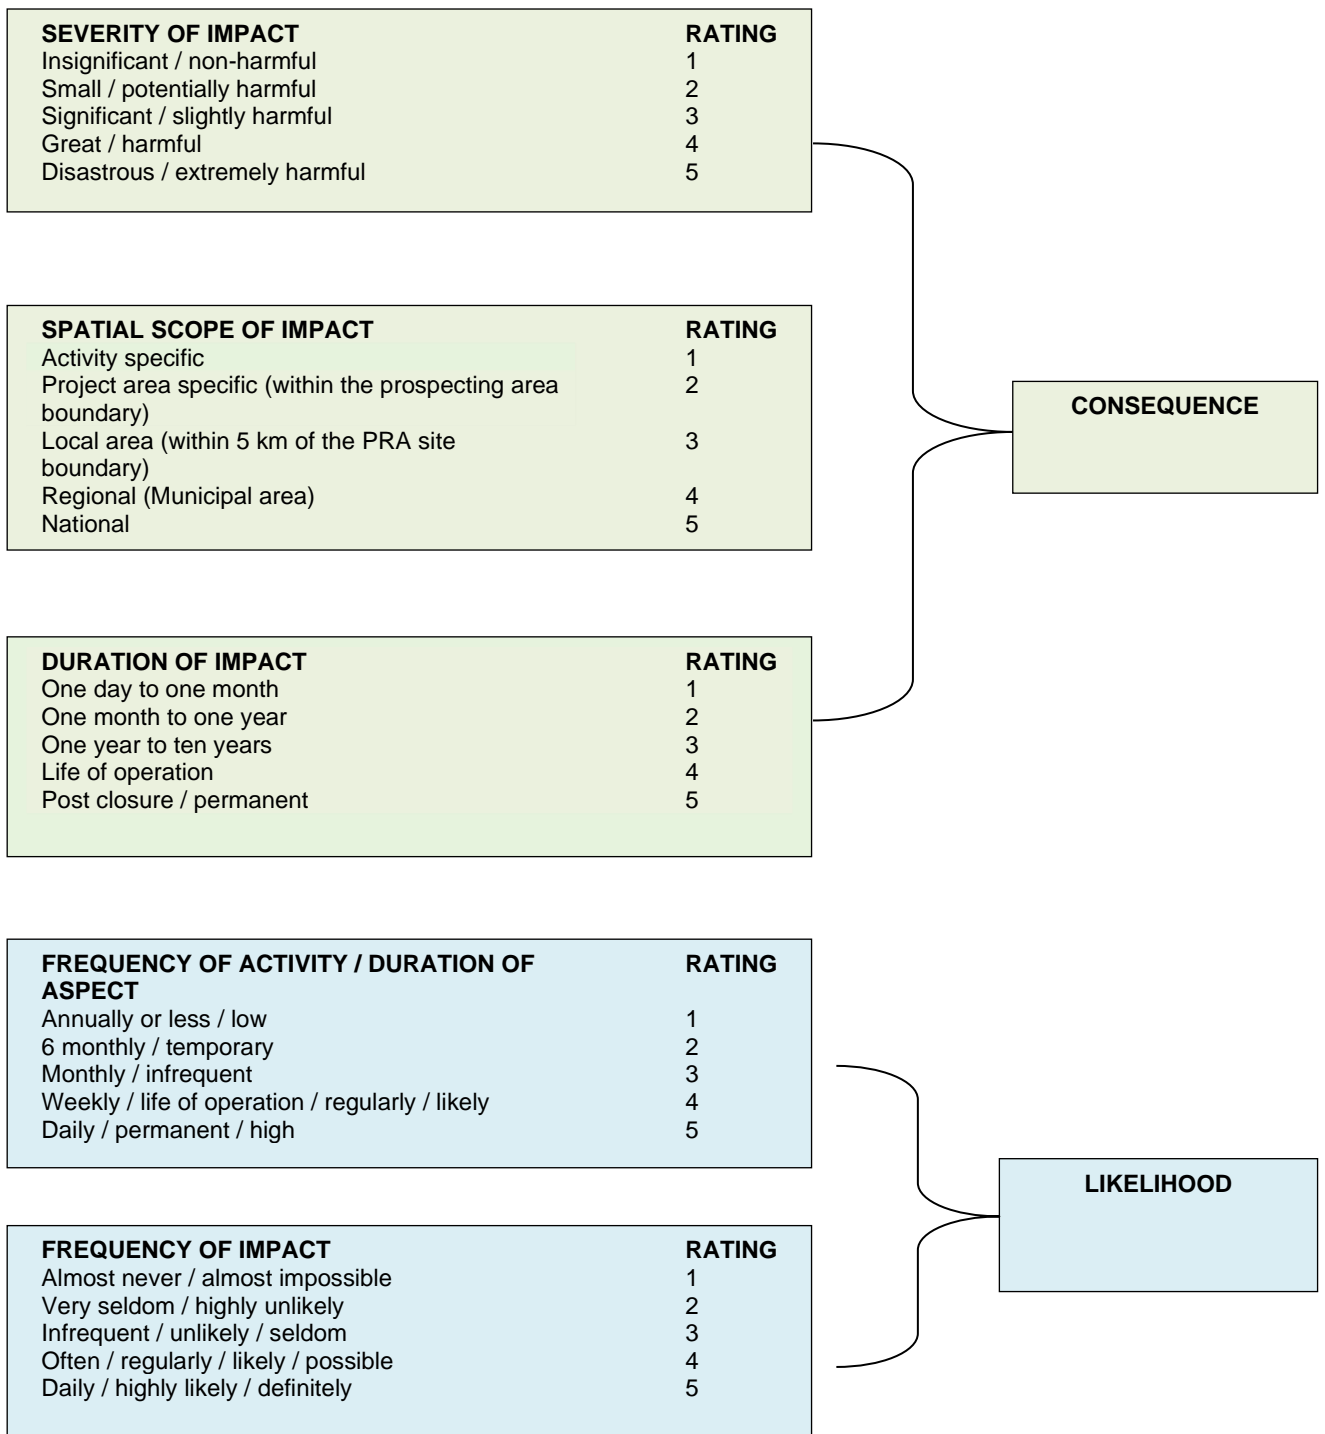 SEVERITY OF IMPACT RATING
Insignificant / non-harmful 1
Small / potentially harmful 2
Significant / slightly harmful 3
Great / harmful 4
Disastrous / extremely harmful 5
SPATIAL SCOPE OF IMPACT RATING
Activity specific 1
Project area specific (within the prospecting area 2
boundary)
Local area (within 5 km of the PRA site 3
boundary)
Regional (Municipal area) 4
National 5
CONSEQUENCE
DURATION OF IMPACT RATING
One day to one month 1
One month to one year 2
One year to ten years 3
Life of operation 4
Post closure / permanent 5
FREQUENCY OF ACTIVITY / DURATION OF RATING
ASPECT
Annually or less / low 1
6 monthly / temporary 2
Monthly / infrequent 3
Weekly / life of operation / regularly / likely 4
Daily / permanent / high 5
LIKELIHOOD
FREQUENCY OF IMPACT RATING
Almost never / almost impossible 1
Very seldom / highly unlikely 2
Infrequent / unlikely / seldom 3
Often / regularly / likely / possible 4
Daily / highly likely / definitely 5